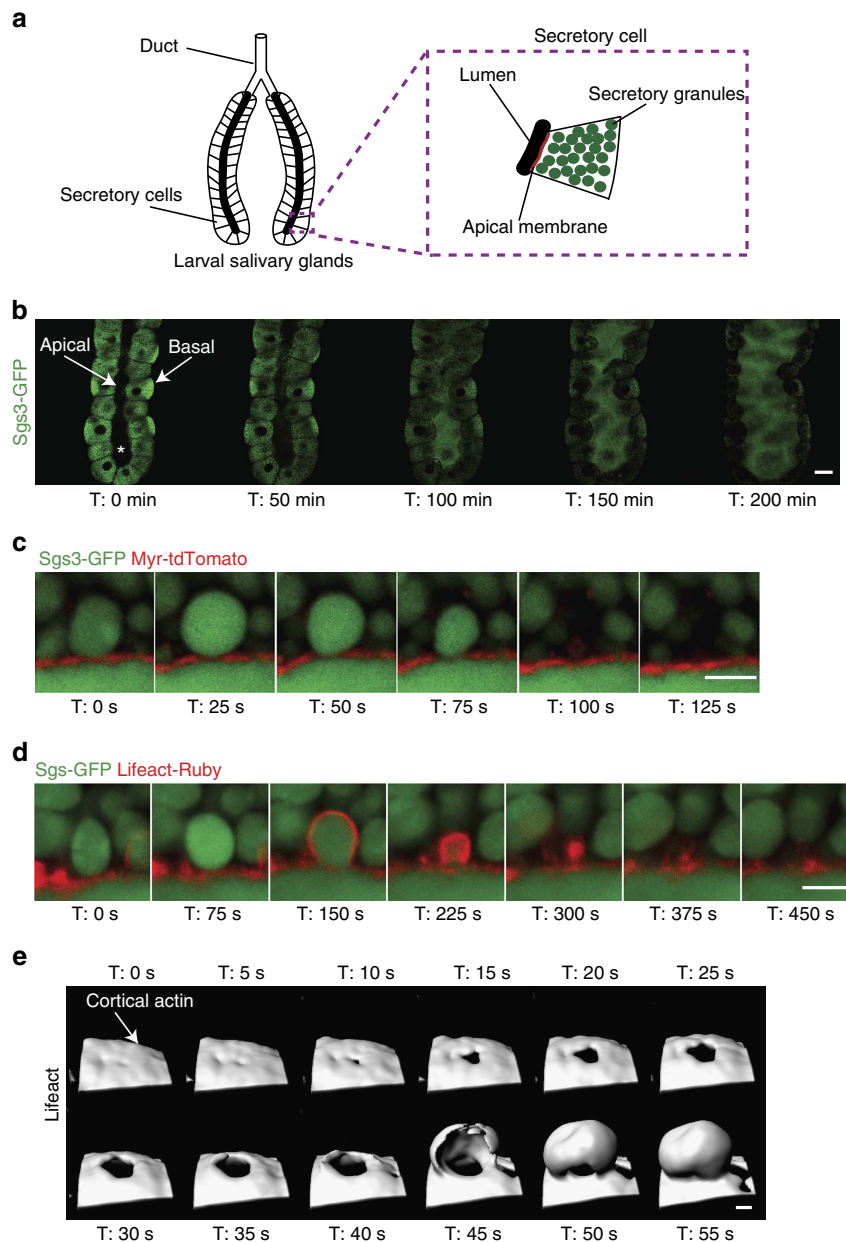 a
Duct
Secretory cells
Larval salivary glands
Secretory cell
Lumen
Secretory granules
Apical membrane
b
Sgs3-GFP
Apical
Basal
*
T: 0 min
T: 50 min
T: 100 min
T: 150 min
T: 200 min
c
Sgs3-GFP Myr-tdTomato
T: 0 s
T: 25 s
T: 50 s
T: 75 s
T: 100 s
T: 125 s
d
Sgs-GFP Lifeact-Ruby
T: 0 s
T: 75 s
T: 150 s
T: 225 s
T: 300 s
T: 375 s
T: 450 s
e
T: 0 s
T: 5 s
T: 10 s
T: 15 s
T: 20 s
T: 25 s
Cortical actin
Lifeact
T: 30 s
T: 35 s
T: 40 s
T: 45 s
T: 50 s
T: 55 s